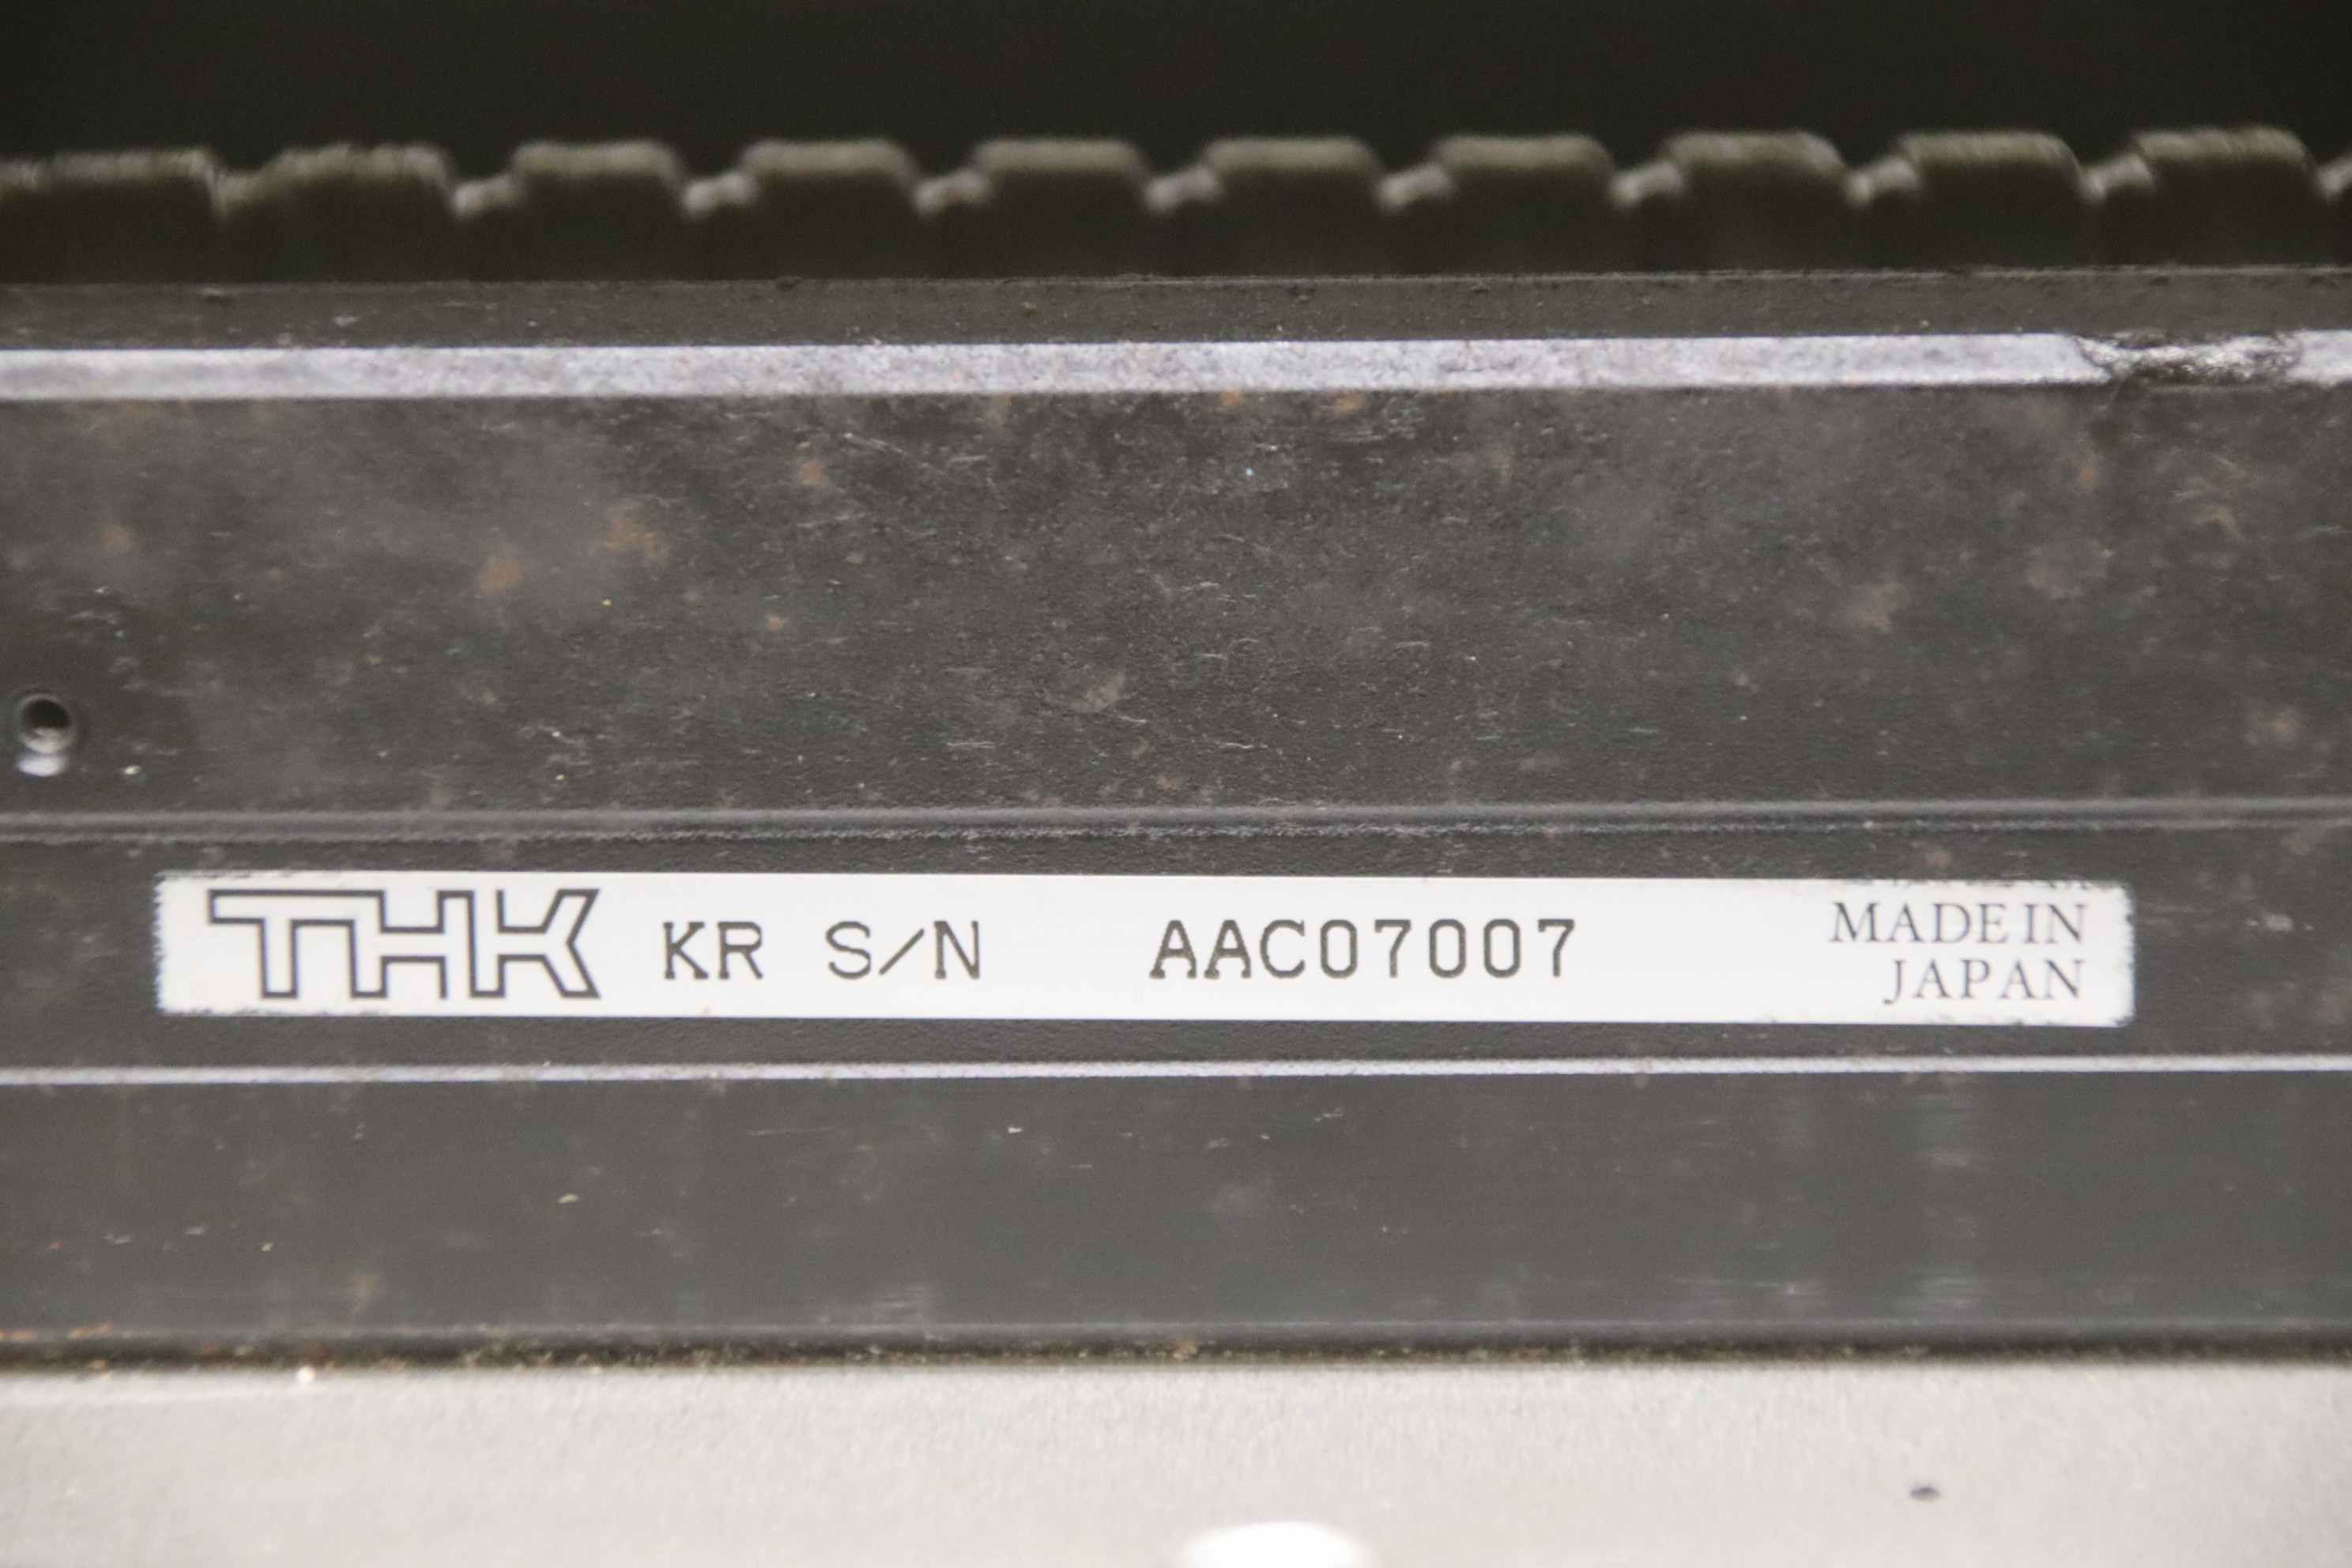 THK KR S/N AAC07007
MADE IN
JAPAN